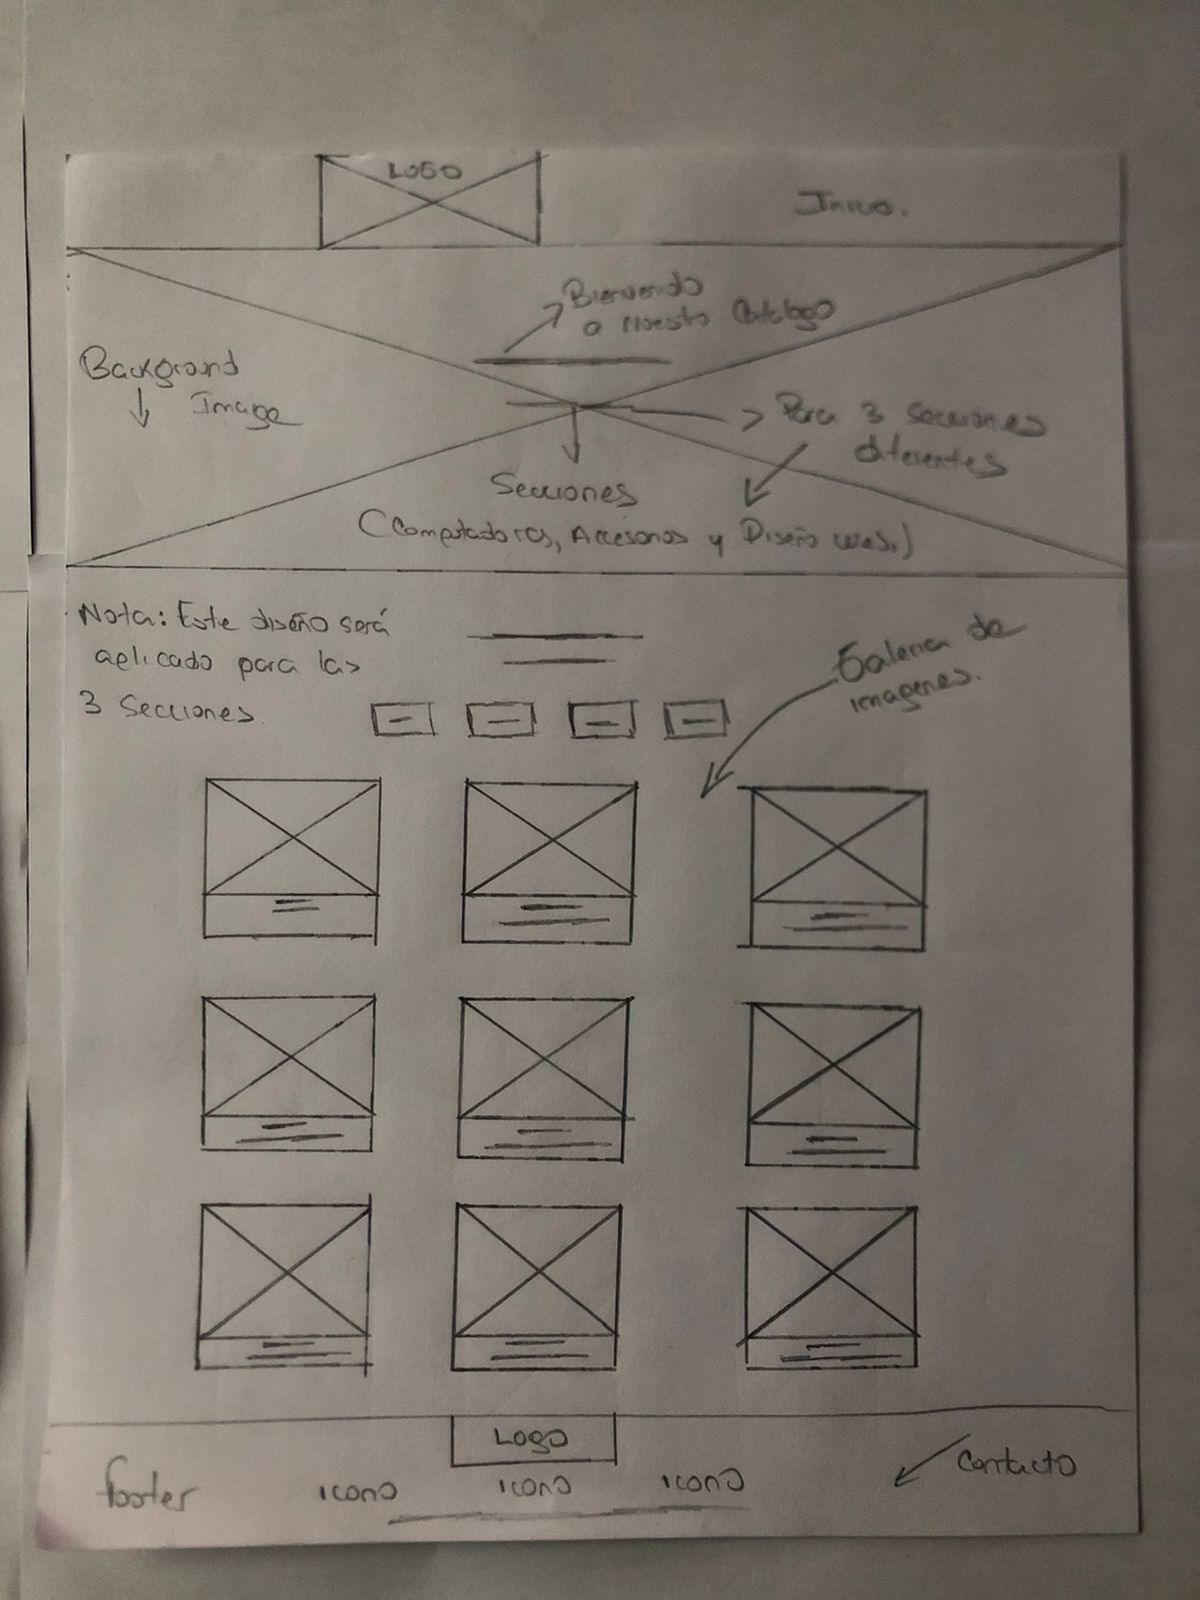 LOGO
Inicio.
Bienvenido
a nuestro Catálogo
Background
Image
Para 3 secciones
diferentes
Secciones
(Computadoras, Accesorios y Diseño web.)
Nota: Este diseño será
aplicado para las
3 Secciones.
Galeria de
imagenes.
Logo
Contacto
footer
icono icono icono